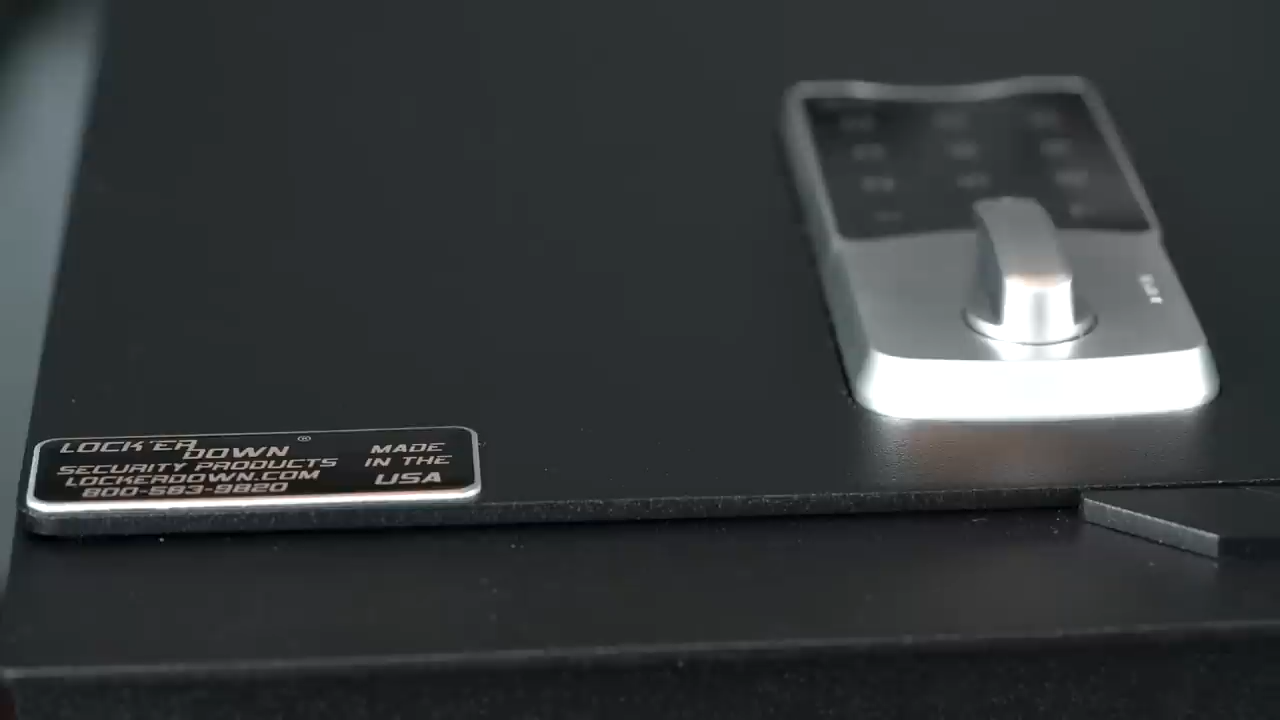 LOCK'ER DOWN®
SECURITY PRODUCTS
LOCKERDOWN.COM
800-583-9820
MADE
IN THE
USA